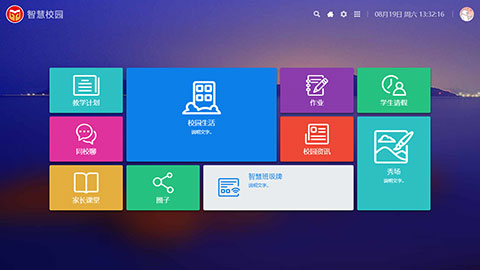 智慧校园
08月19日 周六 13:32:16
教学计划
校园生活
说明文字..
作业
学生请假
同校聊
校园资讯
智慧班级牌
说明文字..
秀场
说明文字..
家长课堂
圈子